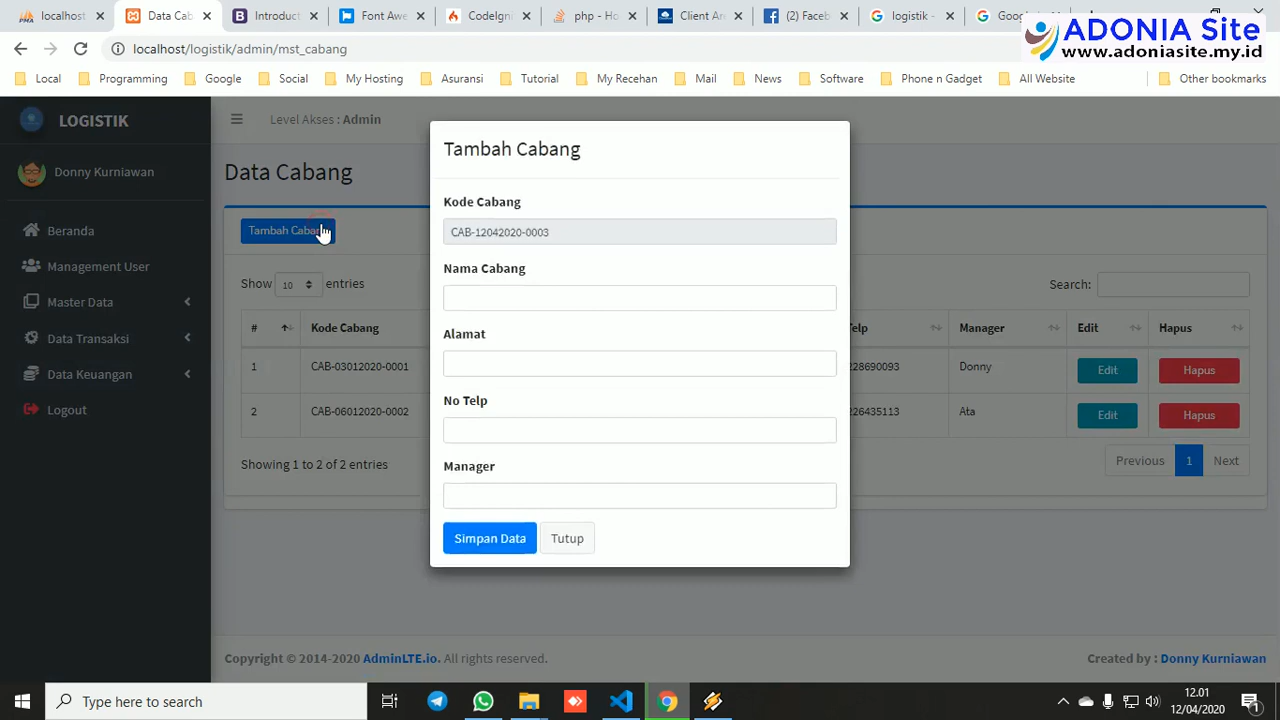 localhost
Data Cab
Introduct
Font Awe
CodeIgn
php - Ho
Client Ar
(2) Faceb
logistik -
ADONIA Site
www.adoniasite.my.id
localhost/logistik/admin/mst_cabang
Local
Programming
Google
Social
My Hosting
Asuransi
Tutorial
My Recehan
Mail
News
Software
Phone n Gadget
All Website
Other bookmarks
LOGISTIK
Level Akses : Admin
Donny Kurniawan
Beranda
Management User
Master Data
Data Transaksi
Data Keuangan
Logout
Data Cabang
Tambah Caba
Show 10 entries
Search:
# Kode Cabang Telp Manager Edit Hapus
1 CAB-03012020-0001 228690093 Donny Edit Hapus
2 CAB-06012020-0002 226435113 Ata Edit Hapus
Showing 1 to 2 of 2 entries
Previous 1 Next
Tambah Cabang
Kode Cabang
CAB-12042020-0003
Nama Cabang
Alamat
No Telp
Manager
Simpan Data
Tutup
Copyright © 2014-2020 AdminLTE.io. All rights reserved.
Created by : Donny Kurniawan
Type here to search
12.01
12/04/2020